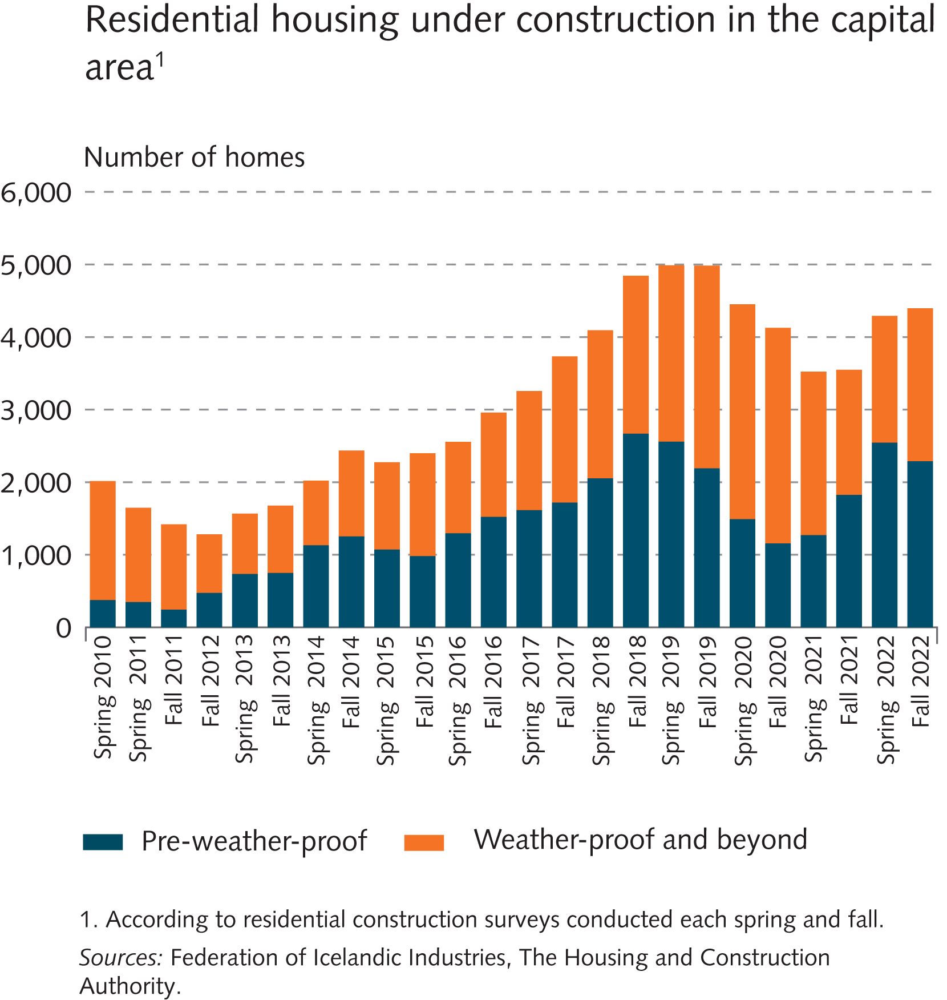 Residential housing under construction in the capital
area¹
Number of homes
6,000
5,000
4,000
3,000
2,000
1,000
0
Spring 2010
Spring 2011
Fall 2011
Fall 2012
Spring 2013
Fall 2013
Spring 2014
Fall 2014
Spring 2015
Fall 2015
Spring 2016
Fall 2016
Spring 2017
Fall 2017
Spring 2018
Fall 2018
Spring 2019
Fall 2019
Spring 2020
Fall 2020
Spring 2021
Fall 2021
Spring 2022
Fall 2022
Pre-weather-proof
Weather-proof and beyond
1. According to residential construction surveys conducted each spring and fall.
Sources: Federation of Icelandic Industries, The Housing and Construction
Authority.